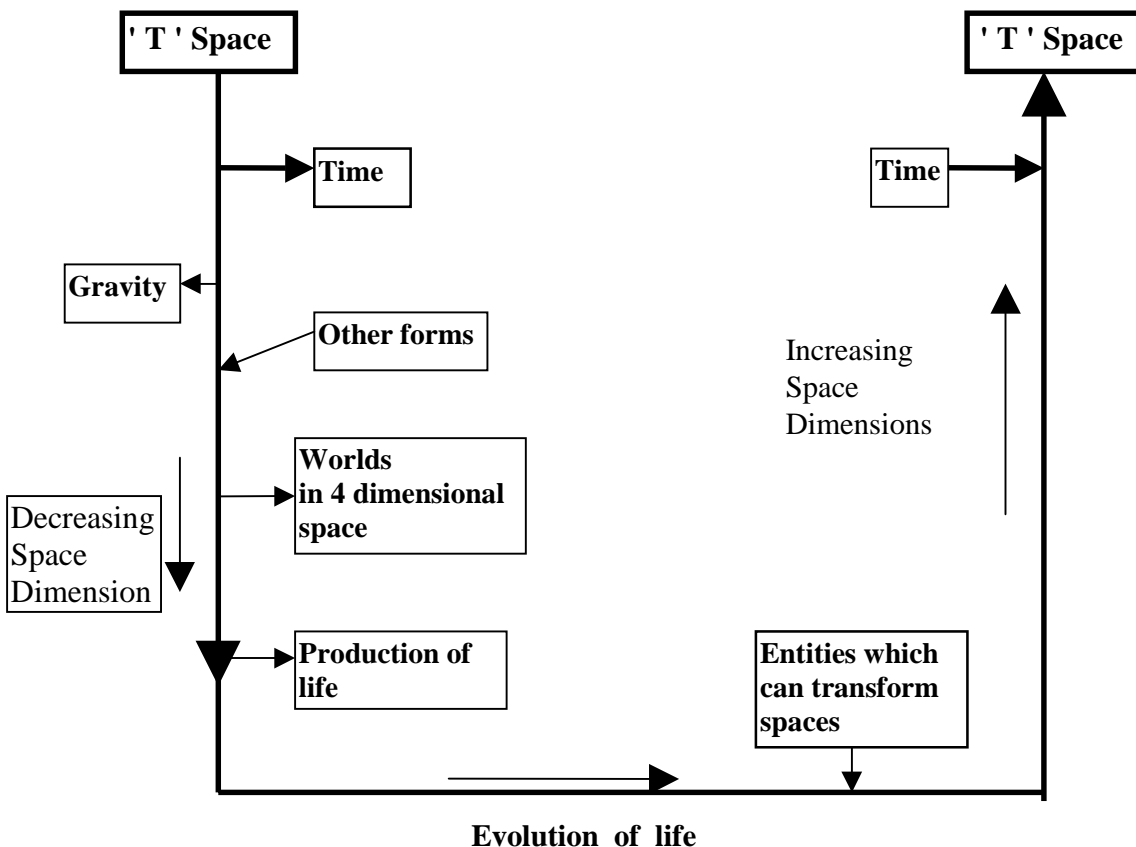 ' T ' Space
' T ' Space
Time
Time
Gravity
Other forms
Increasing
Space
Dimensions
Worlds
in 4 dimensional
space
Decreasing
Space
Dimension
Production of
life
Entities which
can transform
spaces
Evolution of life